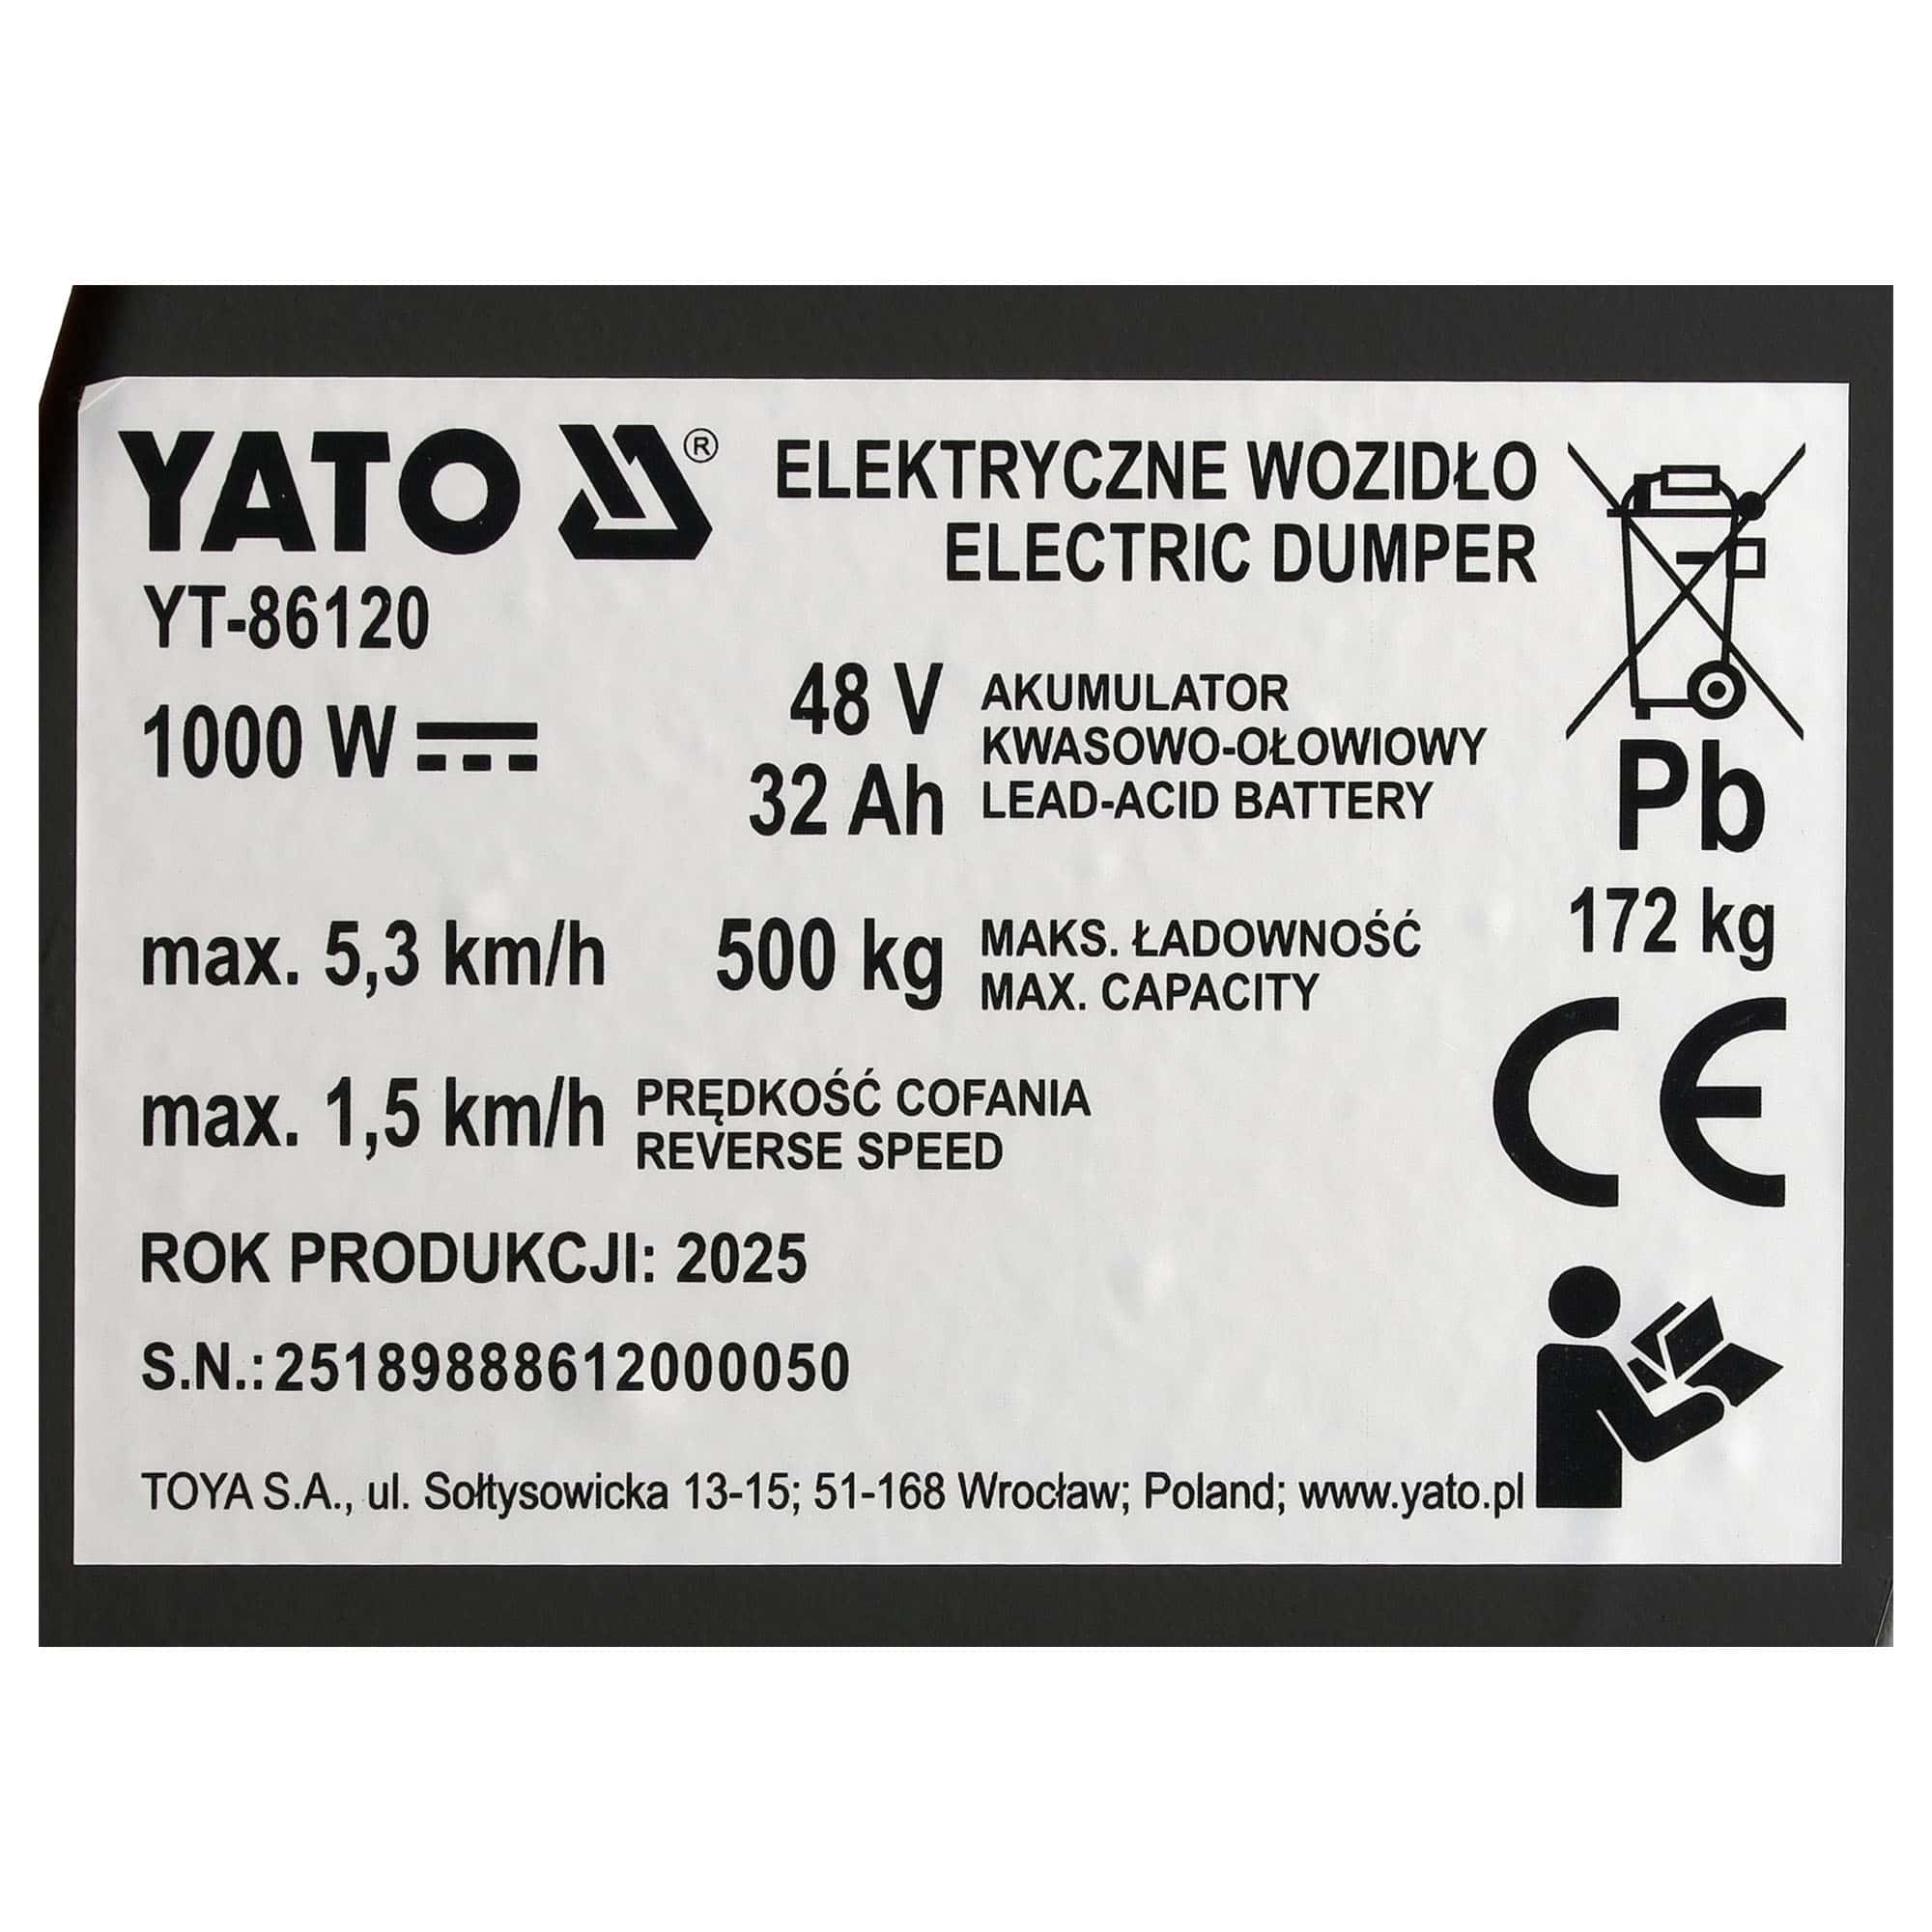 YATO ®
ELEKTRYCZNE WOZIDŁO
ELECTRIC DUMPER
YT-86120
1000 W
48 V
32 Ah
AKUMULATOR
KWASOWO-OŁOWIOWY
LEAD-ACID BATTERY
Pb
172 kg
max. 5,3 km/h
500 kg
MAKS. ŁADOWNOŚĆ
MAX. CAPACITY
CE
max. 1,5 km/h
PRĘDKOŚĆ COFANIA
REVERSE SPEED
ROK PRODUKCJI: 2025
S.N.: 25189888612000050
TOYA S.A., ul. Sołtysowicka 13-15; 51-168 Wrocław; Poland; www.yato.pl